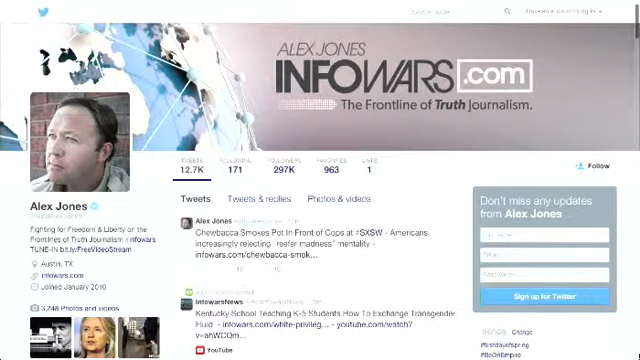 ALEX JONES
INFOWARS.com
The Frontline of Truth Journalism.
TWEETS FOLLOWING FOLLOWERS FAVORITES LISTS
12.7K 171 297K 963 1
Follow
Alex Jones
Fighting for Freedom & Liberty on the
Frontlines of Truth Journalism # infowars
TUNE-IN bit.ly/FreeVideoStream
Austin, TX
infowars.com
Joined January 2010
3,248 Photos and videos
Tweets Tweets & replies Photos & videos
Alex Jones
Chewbacca Smokes Pot In Front of Cops at #SXSW - Americans
increasingly rejecting 'reefer madness' mentality -
infowars.com/chewbacca-smok...
InfowarsNews
Kentucky School Teaching K-5 Students How To Exchange Transgender
Fluid - infowars.com/white-privileg... - youtube.com/watch?
YouTube
Don't miss any updates
from Alex Jones
Sign up for Twitter
Change
#firstdayofspring
#BeOnEmpire